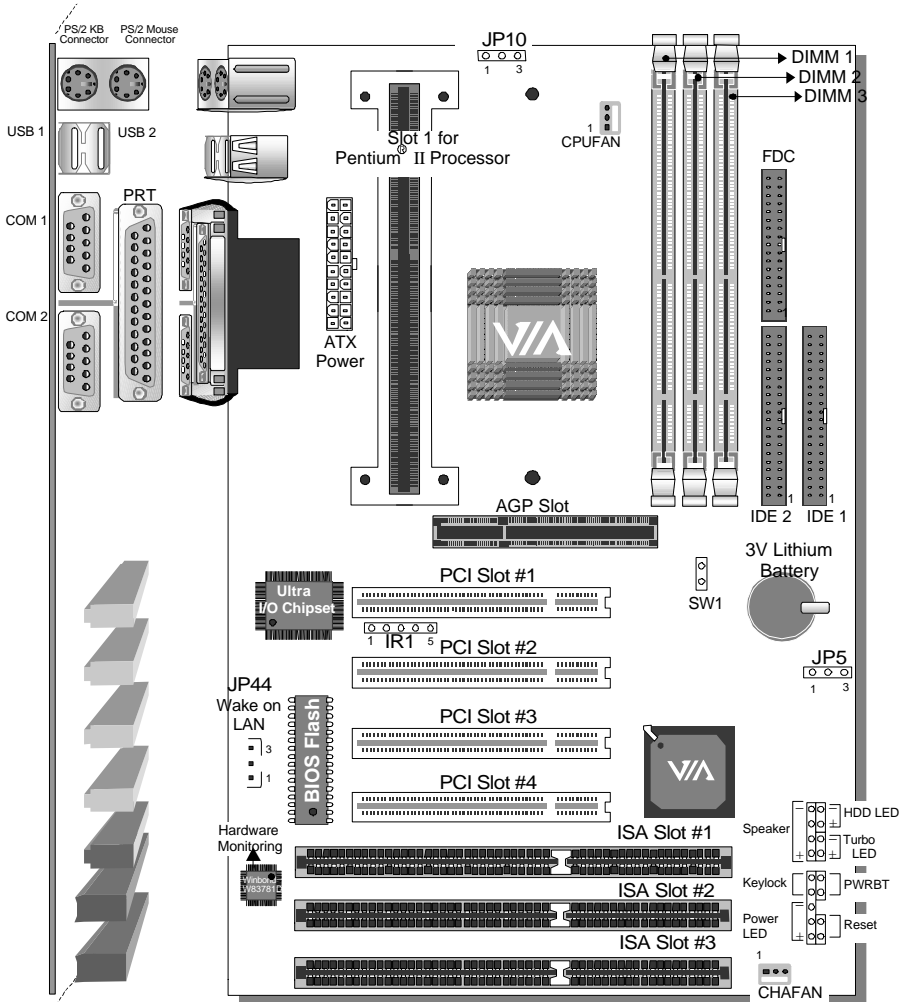 PS/2 KB
Connector
PS/2 Mouse
Connector
JP10
1 3
DIMM 1
DIMM 2
DIMM 3
USB 1
USB 2
Slot 1 for
Pentium® II Processor
1
CPUFAN
FDC
1
PRT
COM 1
COM 2
ATX
Power
VIA
AGP Slot
1
IDE 2
1
IDE 1
3V Lithium
Battery
SW1
Ultra
I/O Chipset
PCI Slot #1
1 IR1 5
PCI Slot #2
JP5
1 3
JP44
Wake on
LAN
3
1
BIOS Flash
PCI Slot #3
VIA
PCI Slot #4
Hardware
Monitoring
Winbond
W83781D
ISA Slot #1
ISA Slot #2
ISA Slot #3
Speaker
HDD LED
Turbo
LED
Keylock
PWRBT
Power
LED
Reset
1
CHAFAN